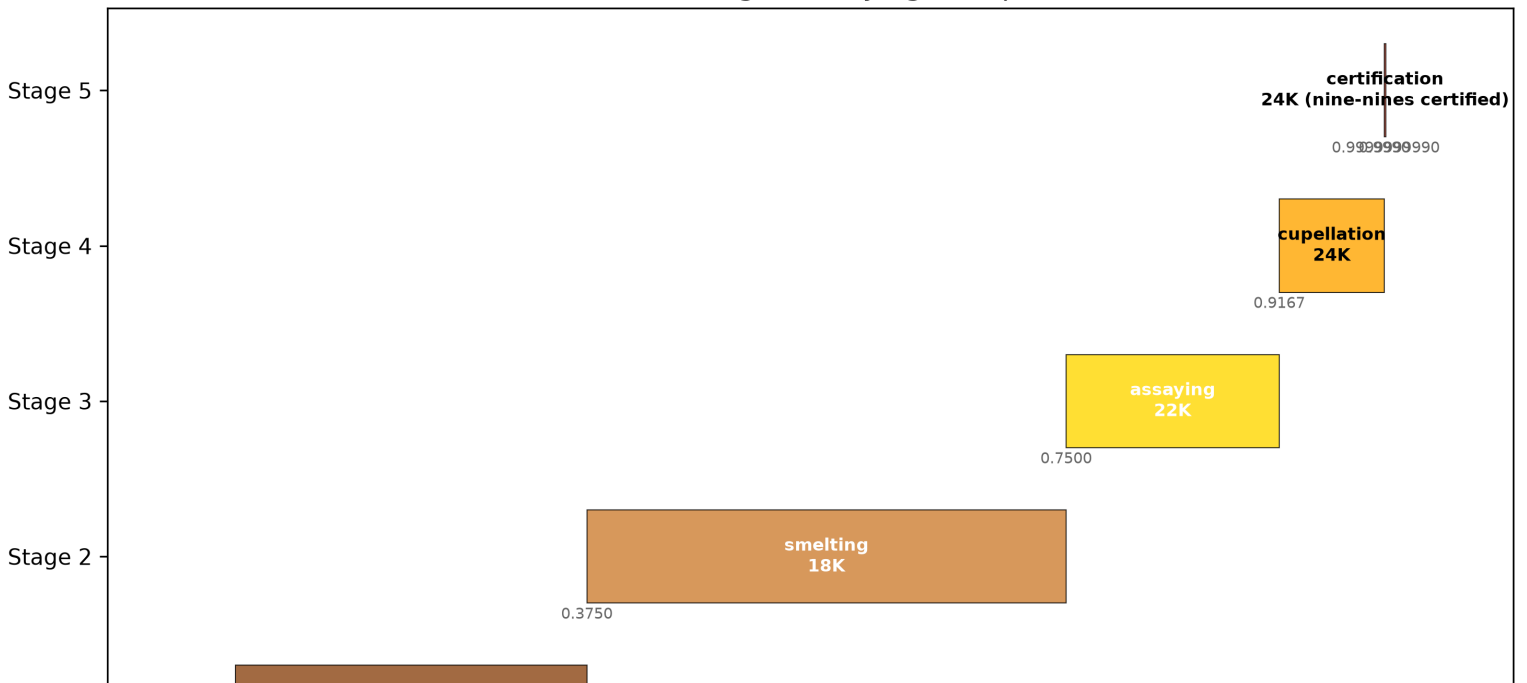 Stage 5
certification
24K (nine-nines certified)
Stage 4
cupellation
24K
0.9167
Stage 3
assaying
22K
0.7500
Stage 2
smelting
18K
0.3750